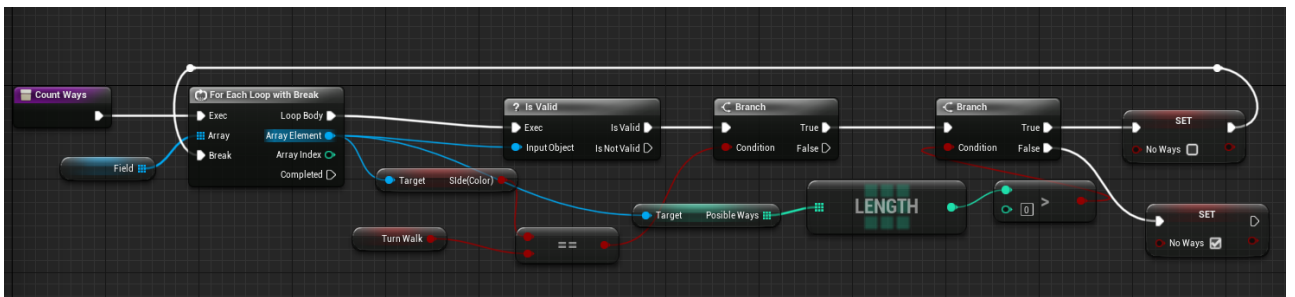 Count Ways
For Each Loop with Break
Exec
Loop Body
Array
Array Element
Break
Array Index
Completed
Field
Target
SIde(Color)
Turn Walk
==
? Is Valid
Exec
Is Valid
Input Object
Is Not Valid
Target
Posible Ways
Branch
True
Condition
False
LENGTH
0
>
Branch
True
Condition
False
SET
No Ways
SET
No Ways